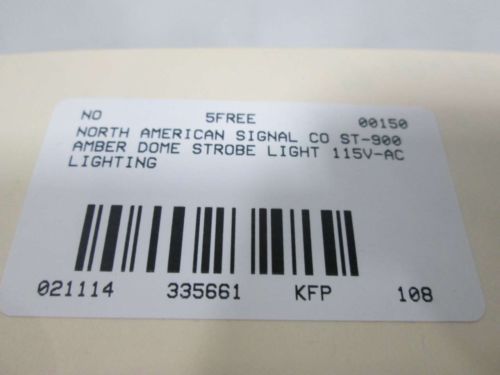 NO 5FREE 00150
NORTH AMERICAN SIGNAL CO ST-900
AMBER DOME STROBE LIGHT 115V-AC
LIGHTING
021114 335661 KFP 108